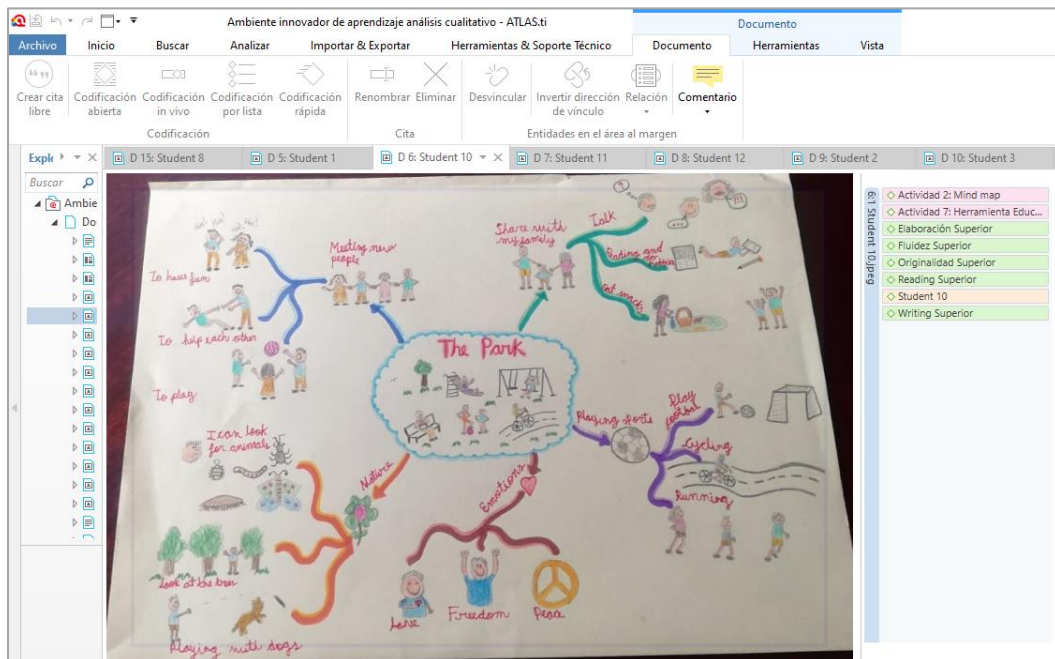 Ambiente innovador de aprendizaje análisis cualitativo - ATLAS.ti
Documento
Archivo
Inicio
Buscar
Analizar
Importar & Exportar
Herramientas & Soporte Técnico
Documento
Herramientas
Vista
Crear cita
libre
Codificación
abierta
Codificación
in vivo
Codificación
por lista
Codificación
rápida
Renombrar
Eliminar
Desvincular
Invertir dirección
de vínculo
Relación
Comentario
Codificación
Cita
Entidades en el área al margen
Explo
D 15: Student 8
D 5: Student 1
D 6: Student 10
D 7: Student 11
D 8: Student 12
D 9: Student 2
D 10: Student 3
Buscar
Ambie
Do
The Park
Meeting new
people
To have fun
To help each other
To play
Share with
my family
Talk
Eating and
Eat snacks
Playing sports
Play
football
Cycling
Running
Emotions
Love
Freedom
Peace
Nature
I can look
for animals
Look at the
Playing with dogs
6:1 Student 10.jpeg
Actividad 2: Mind map
Actividad 7: Herramienta Educ...
Elaboración Superior
Fluidez Superior
Originalidad Superior
Reading Superior
Student 10
Writing Superior